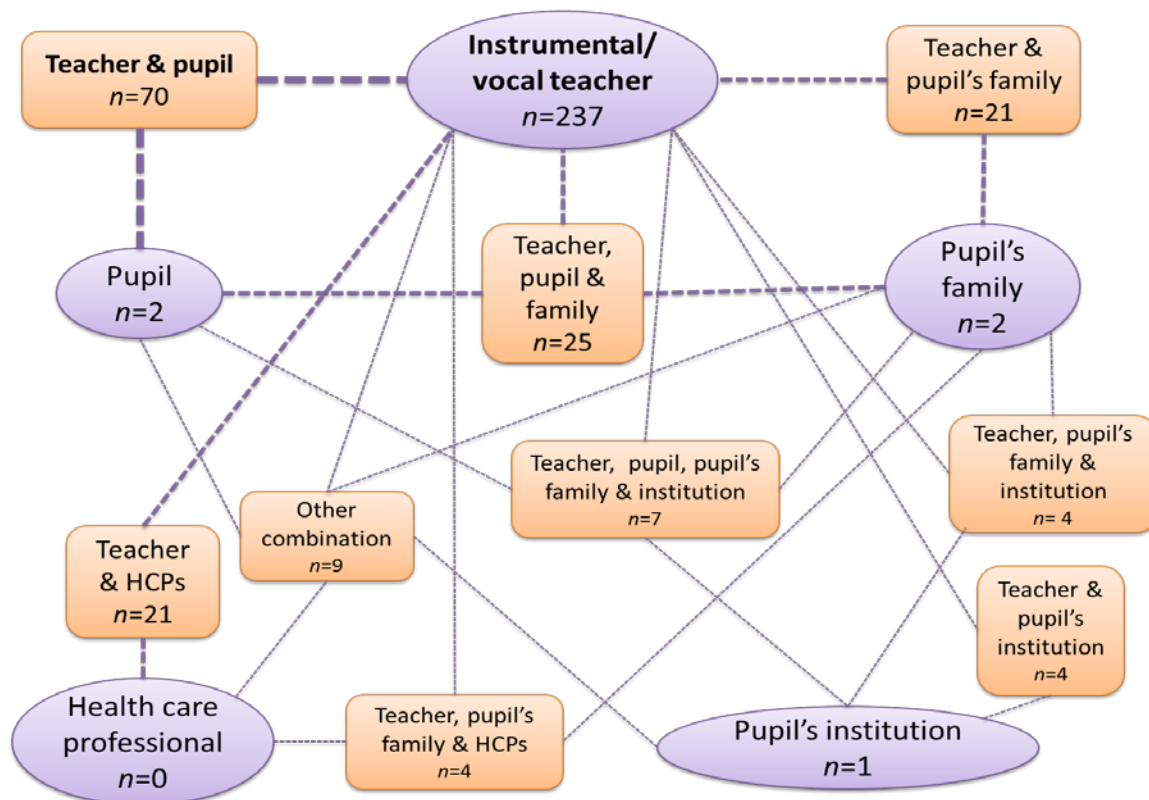 Teacher & pupil
n=70
Instrumental/
vocal teacher
n=237
Teacher &
pupil's family
n=21
Pupil
n=2
Teacher,
pupil &
family
n=25
Pupil's
family
n=2
Teacher, pupil, pupil's
family & institution
n=7
Teacher, pupil's
family &
institution
n= 4
Other
combination
n=9
Teacher
& HCPs
n=21
Teacher &
pupil's
institution
n=4
Health care
professional
n=0
Teacher, pupil's
family & HCPs
n=4
Pupil's institution
n=1